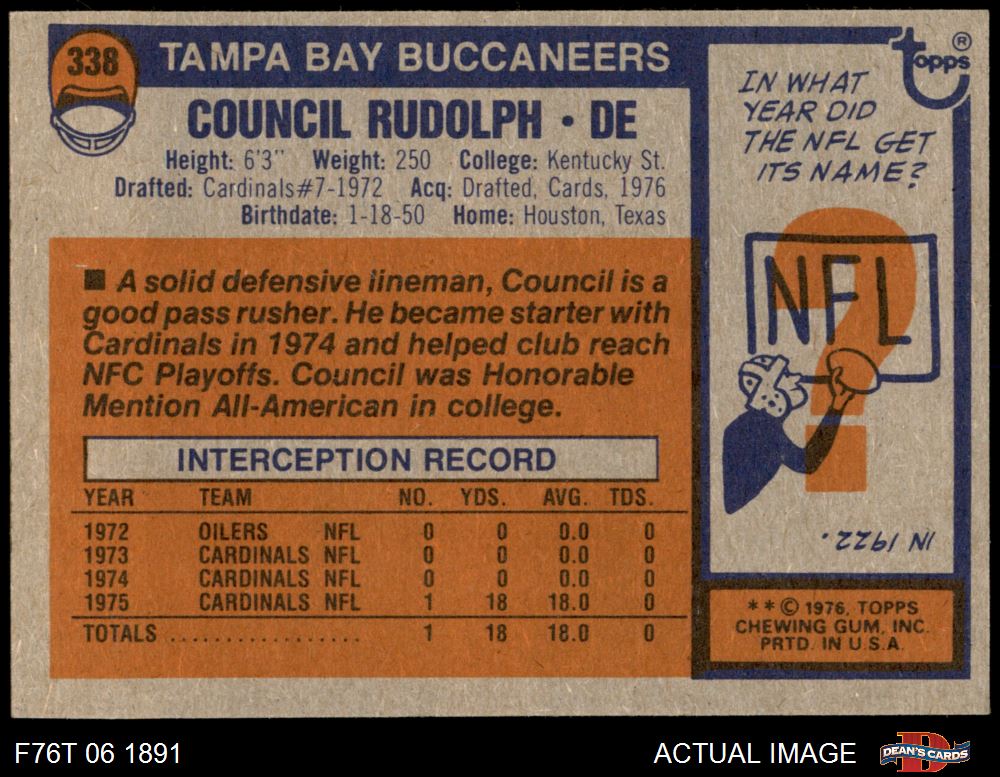 338
TAMPA BAY BUCCANEERS
COUNCIL RUDOLPH • DE
Height: 6'3" Weight: 250 College: Kentucky St.
Drafted: Cardinals#7-1972 Acq: Drafted, Cards, 1976
Birthdate: 1-18-50 Home: Houston, Texas
■ A solid defensive lineman, Council is a
good pass rusher. He became starter with
Cardinals in 1974 and helped club reach
NFC Playoffs. Council was Honorable
Mention All-American in college.
INTERCEPTION RECORD
YEAR TEAM NO. YDS. AVG. TDS.
1972 OILERS NFL 0 0 0.0 0
1973 CARDINALS NFL 0 0 0.0 0
1974 CARDINALS NFL 0 0 0.0 0
1975 CARDINALS NFL 1 18 18.0 0
TOTALS .................. 1 18 18.0 0
topps ®
IN WHAT
YEAR DID
THE NFL GET
ITS NAME?
?
NFL
IN 1922.
* * © 1976, TOPPS
CHEWING GUM, INC.
PRTD. IN U.S.A.
F76T 06 1891
ACTUAL IMAGE
D
DEAN'S CARDS